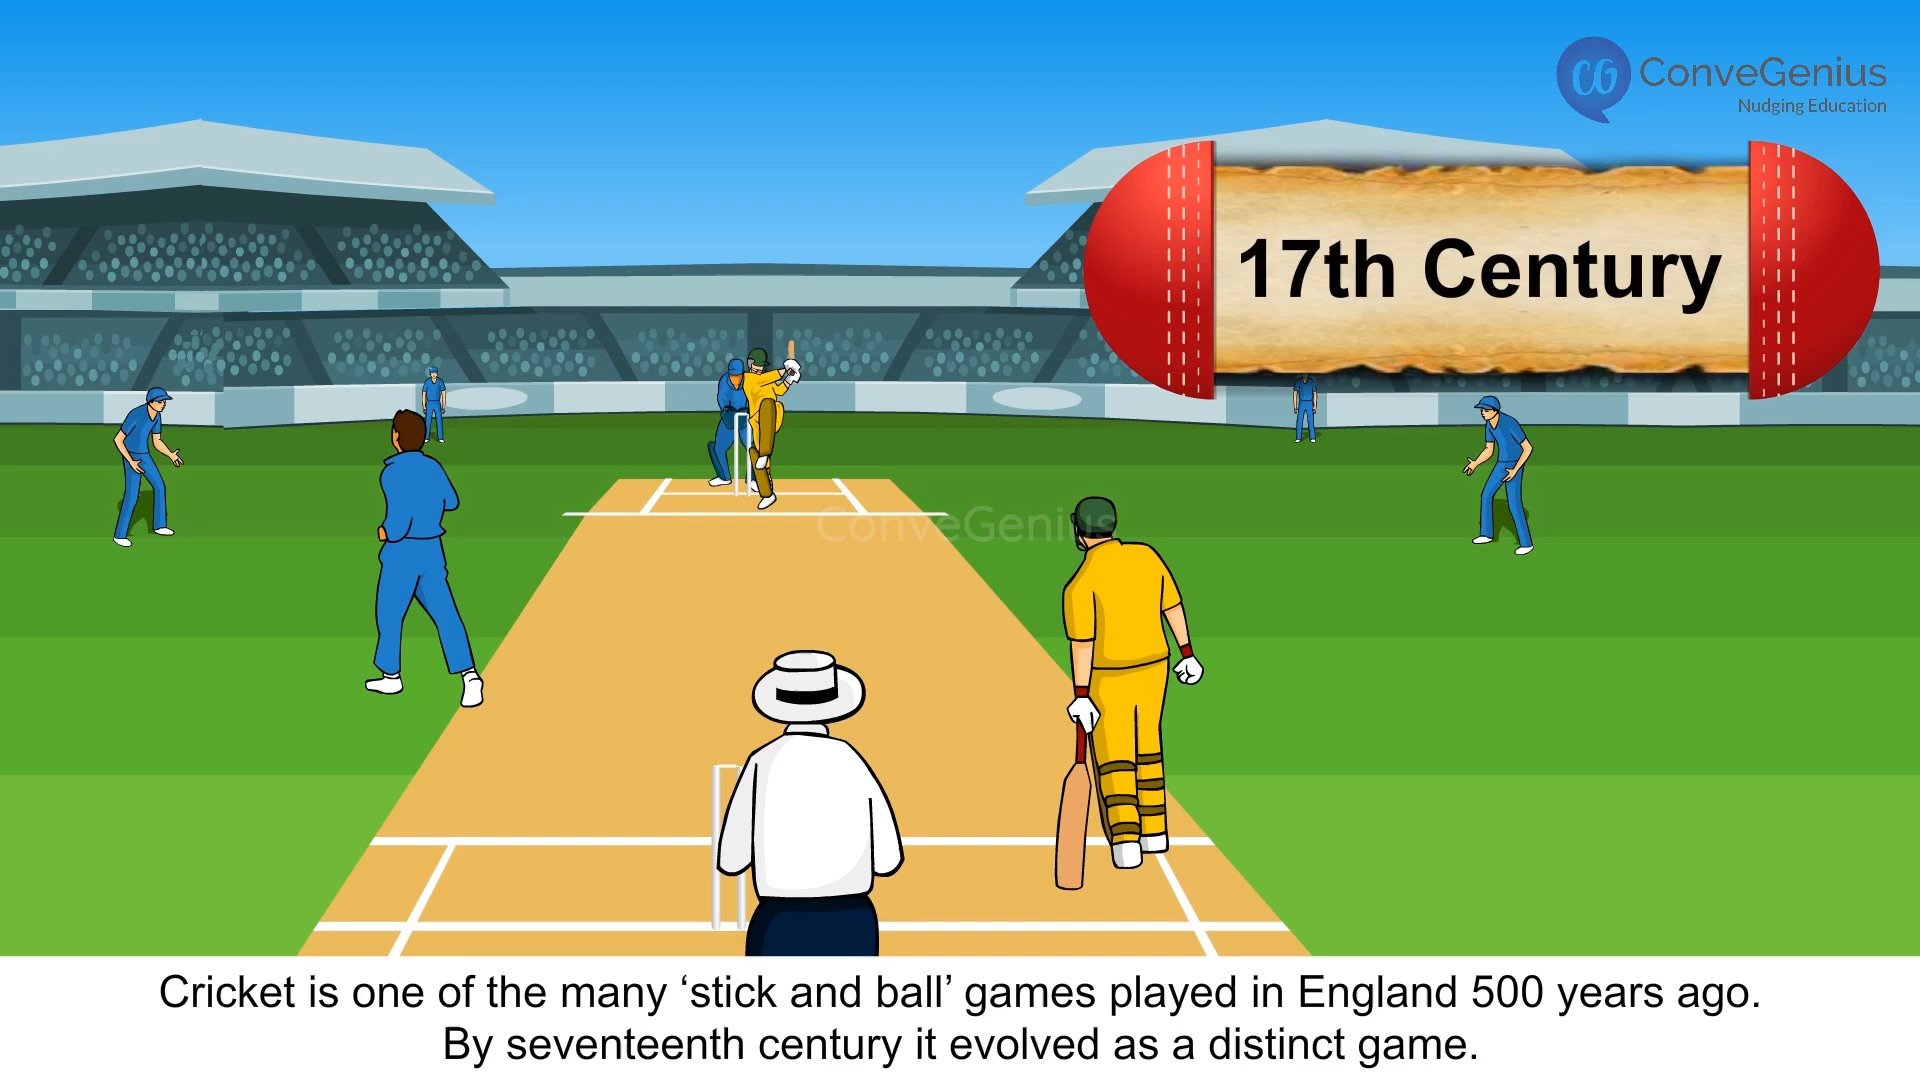 CG ConveGenius
Nudging Education
17th Century
ConveGenius
Cricket is one of the many ‘stick and ball’ games played in England 500 years ago.
By seventeenth century it evolved as a distinct game.